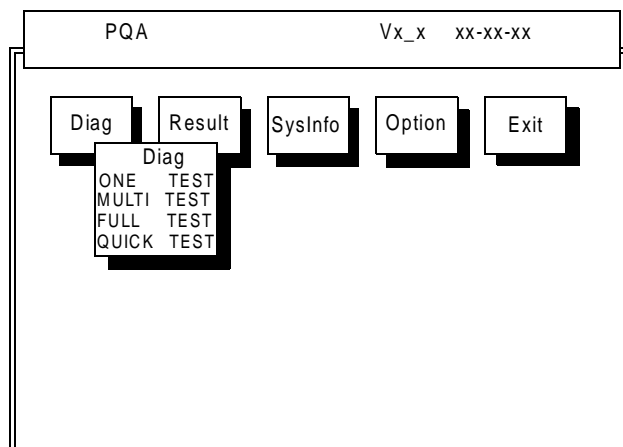 PQA Vx_x xx-xx-xx
Diag Result SysInfo Option Exit
Diag
ONE TEST
MULTI TEST
FULL TEST
QUICK TEST